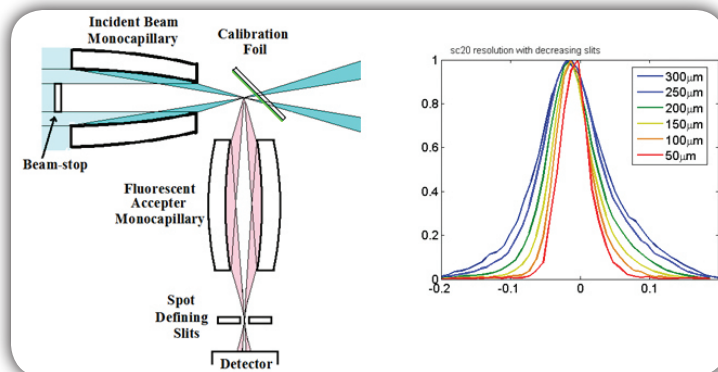 Incident Beam
Monocapillary
Calibration
Foil
Beam-stop
Fluorescent
Accepter
Monocapillary
Spot
Defining
Slits
Detector
sc20 resolution with decreasing slits
1
0.8
0.6
0.4
0.2
0
-0.2
-0.1
0
0.1
300μm
250μm
200μm
150μm
100μm
50μm